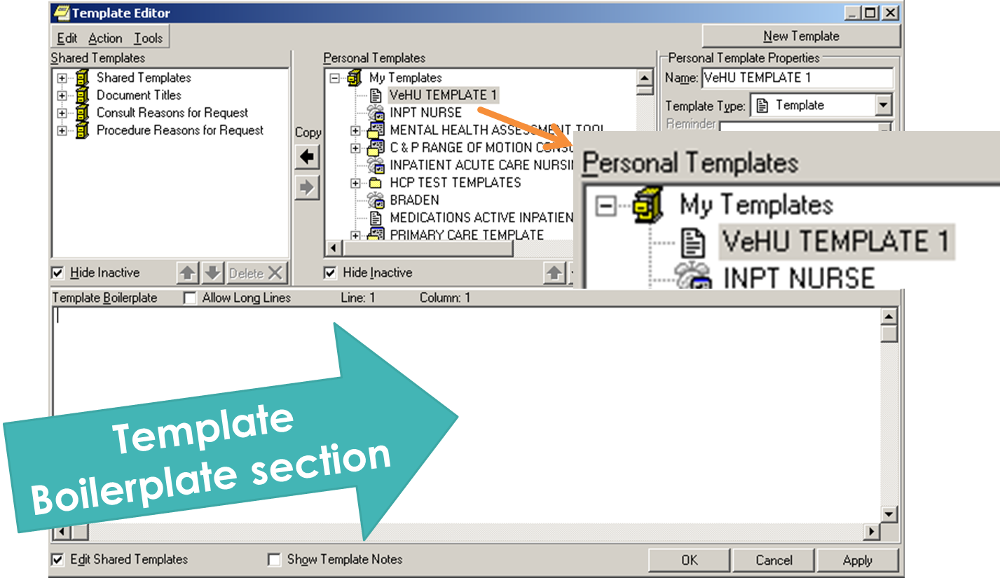 Template Editor
Edit Action Tools
New Template
Shared Templates
Shared Templates
Document Titles
Consult Reasons for Request
Procedure Reasons for Request
Hide Inactive
Delete
Copy
Personal Templates
My Templates
VeHU TEMPLATE 1
INPT NURSE
MENTAL HEALTH ASSESSMENT TOOL
C & P RANGE OF MOTION CONSU
INPATIENT ACUTE CARE NURSIN
HCP TEST TEMPLATES
BRADEN
MEDICATIONS ACTIVE INPATIEN
PRIMARY CARE TEMPLATE
Hide Inactive
Personal Template Properties
Name: VeHU TEMPLATE 1
Template Type: Template
Reminder
Personal Templates
My Templates
VeHU TEMPLATE 1
INPT NURSE
Template Boilerplate Allow Long Lines Line: 1 Column: 1
Template
Boilerplate section
Edit Shared Templates Show Template Notes OK Cancel Apply